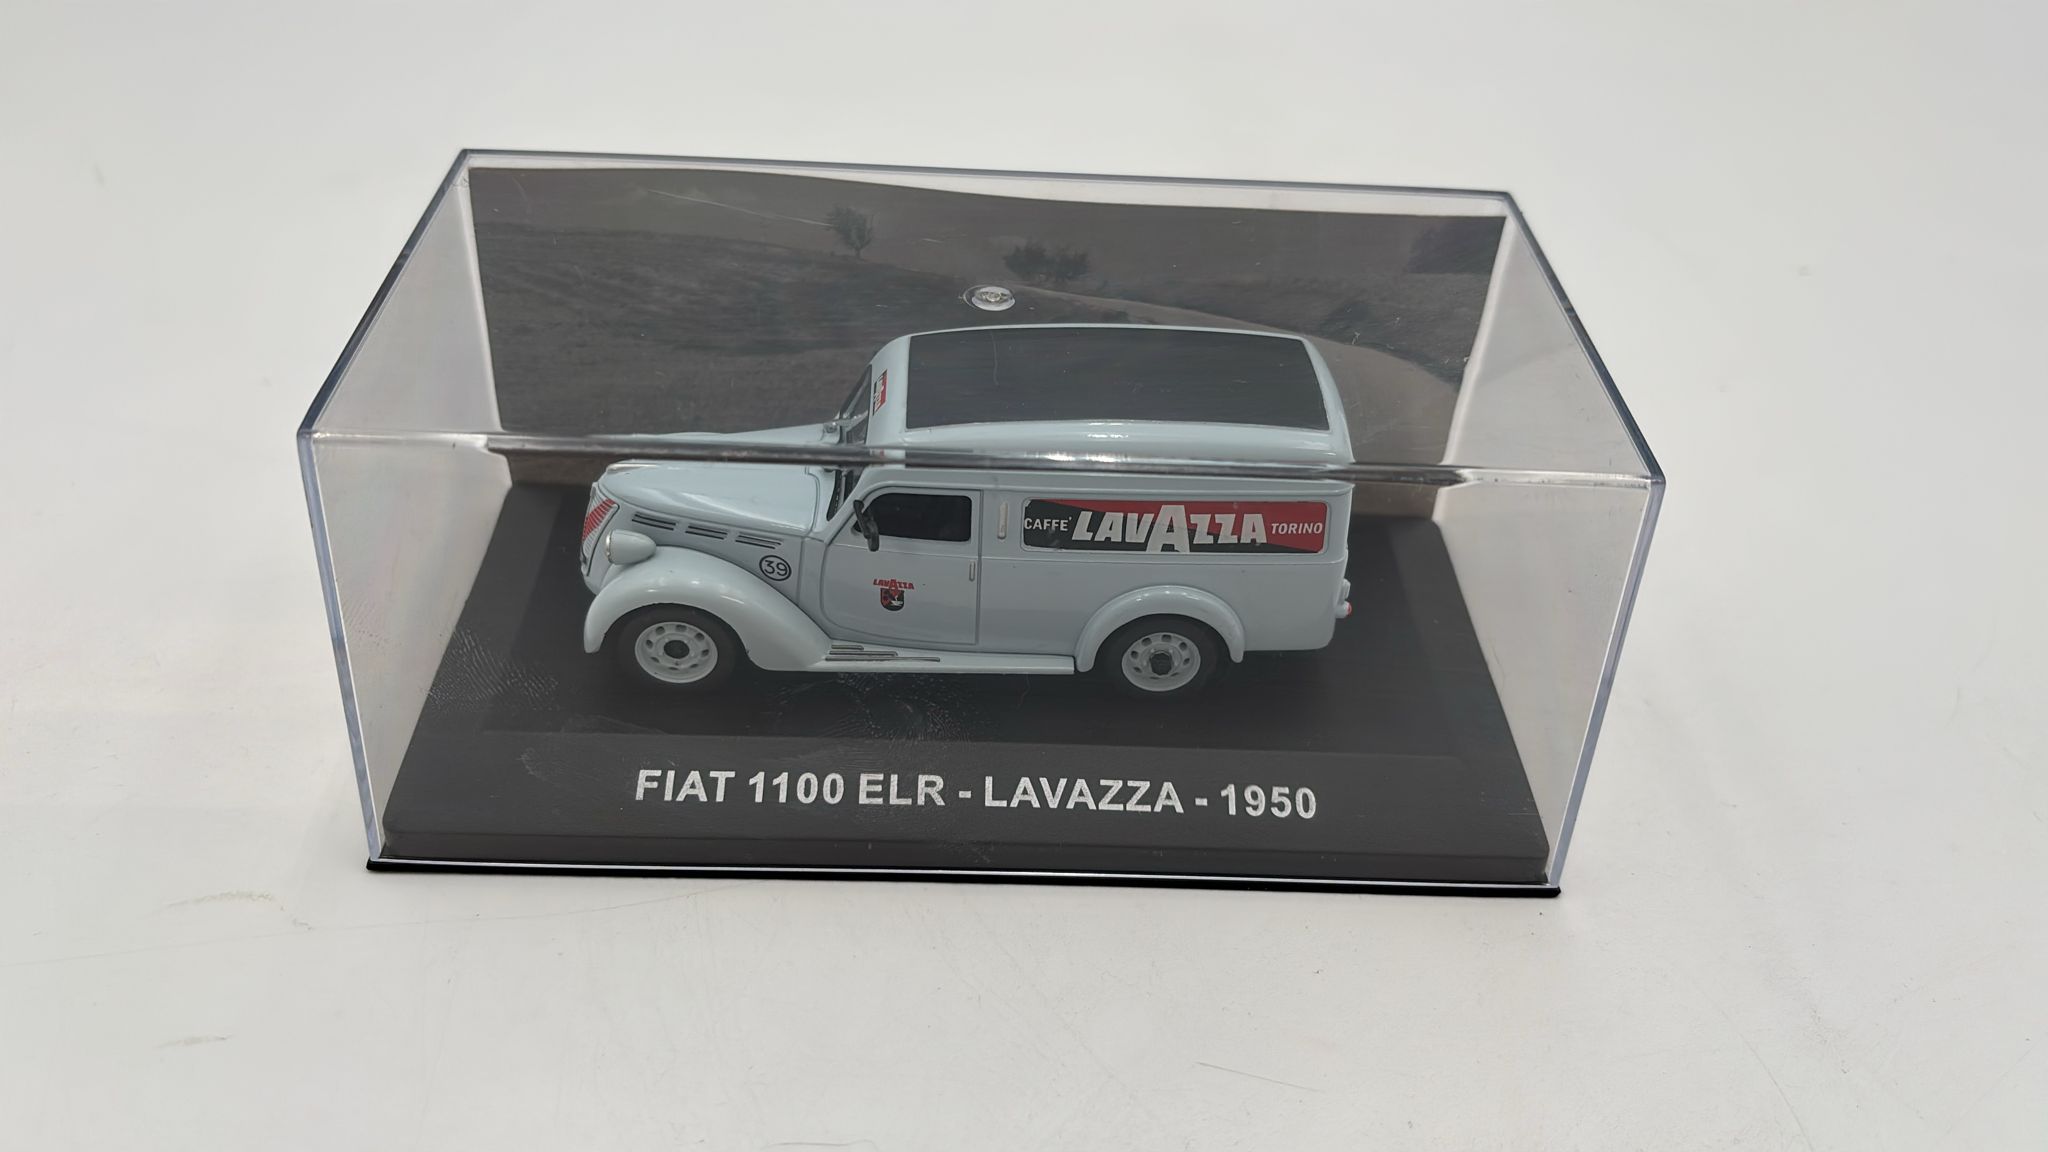 CAFFE' LAVAZZA TORINO
39
LAVAZZA
FIAT 1100 ELR - LAVAZZA - 1950